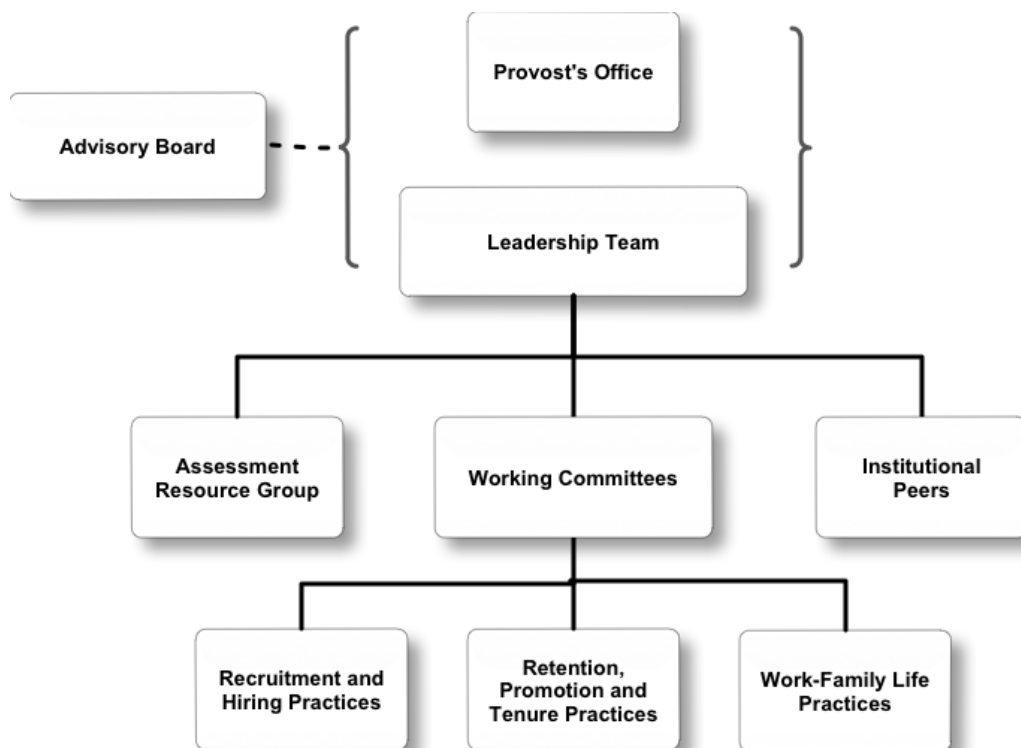 Provost's Office
Advisory Board
Leadership Team
Assessment
Resource Group
Working Committees
Institutional
Peers
Recruitment and
Hiring Practices
Retention,
Promotion and
Tenure Practices
Work-Family Life
Practices